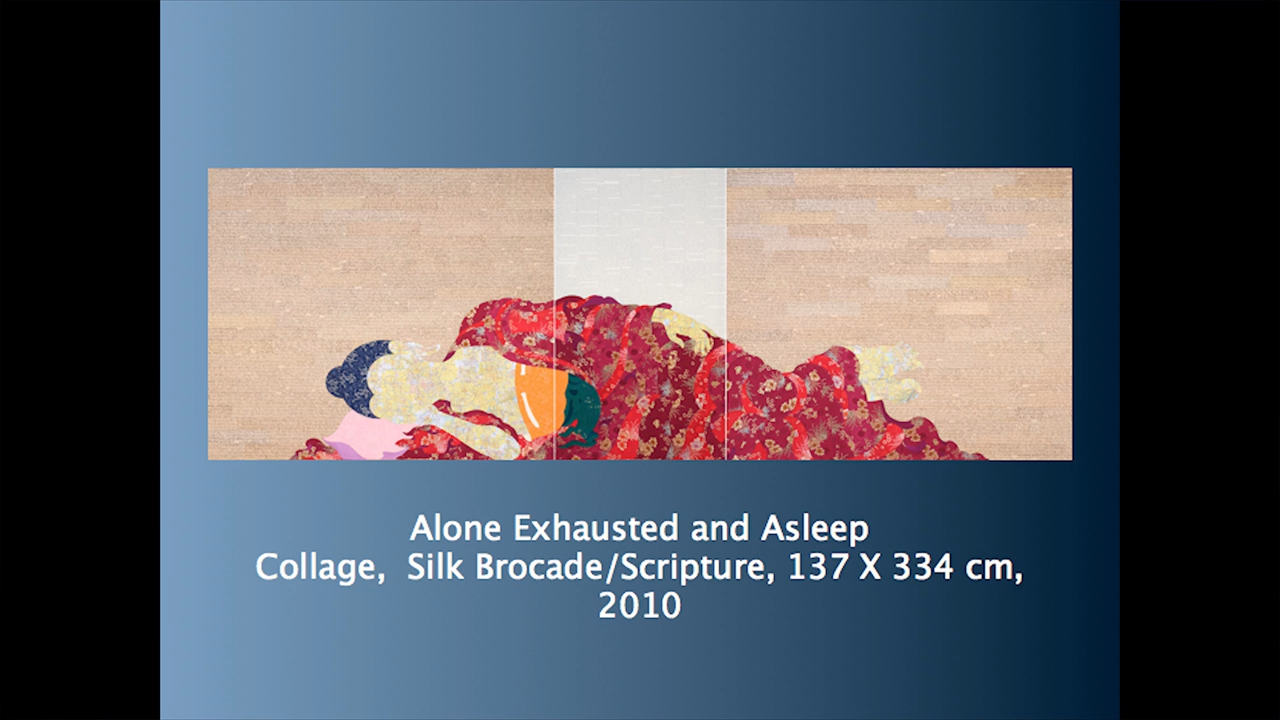 Alone Exhausted and Asleep
Collage,  Silk Brocade/Scripture, 137 X 334 cm,
2010